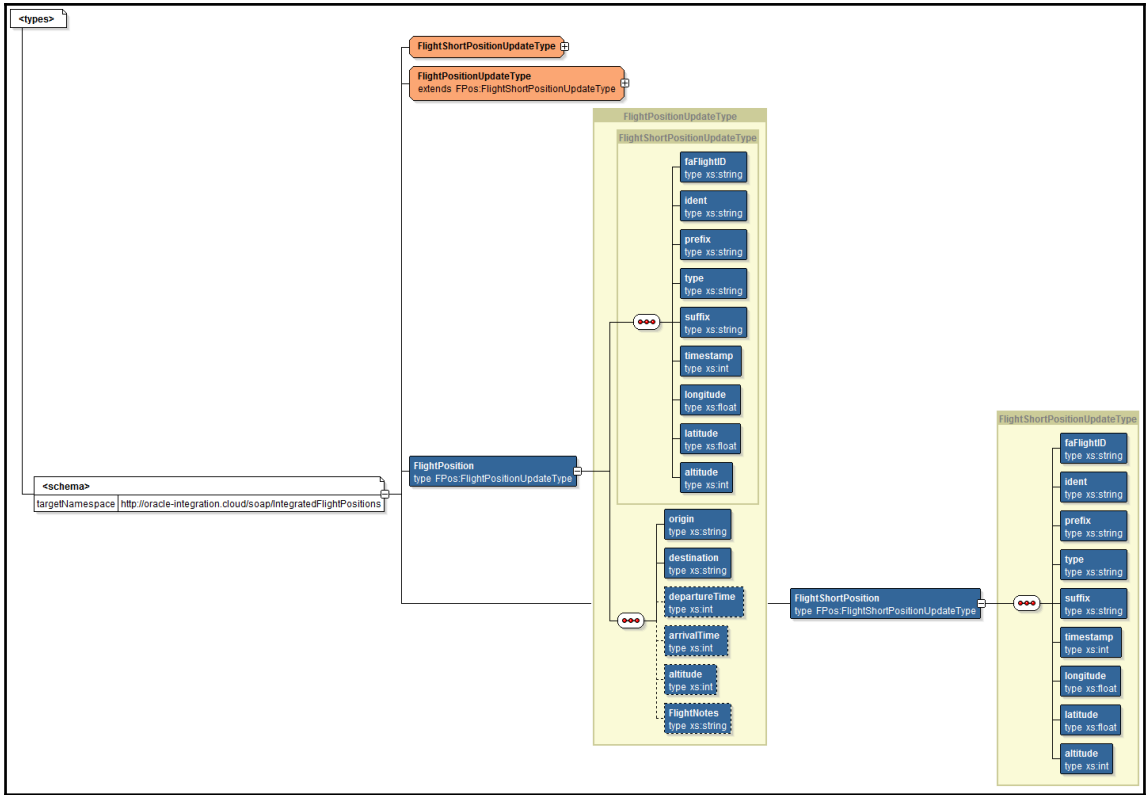 <types>
FlightShortPositionUpdateType
FlightPositionUpdateType
extends FPos:FlightShortPositionUpdateType
FlightPositionUpdateType
FlightShortPositionUpdateType
faFlightID
type xs:string
ident
type xs:string
prefix
type xs:string
type
type xs:string
suffix
type xs:string
timestamp
type xs:int
longitude
type xs:float
latitude
type xs:float
altitude
type xs:int
FlightPosition
type FPos:FlightPositionUpdateType
<schema>
targetNamespace http://oracle-integration.cloud/soap/IntegratedFlightPositions
origin
type xs:string
destination
type xs:string
departureTime
type xs:int
arrivalTime
type xs:int
altitude
type xs:int
FlightNotes
type xs:string
FlightShortPosition
type FPos:FlightShortPositionUpdateType
FlightShortPositionUpdateType
faFlightID
type xs:string
ident
type xs:string
prefix
type xs:string
type
type xs:string
suffix
type xs:string
timestamp
type xs:int
longitude
type xs:float
latitude
type xs:float
altitude
type xs:int